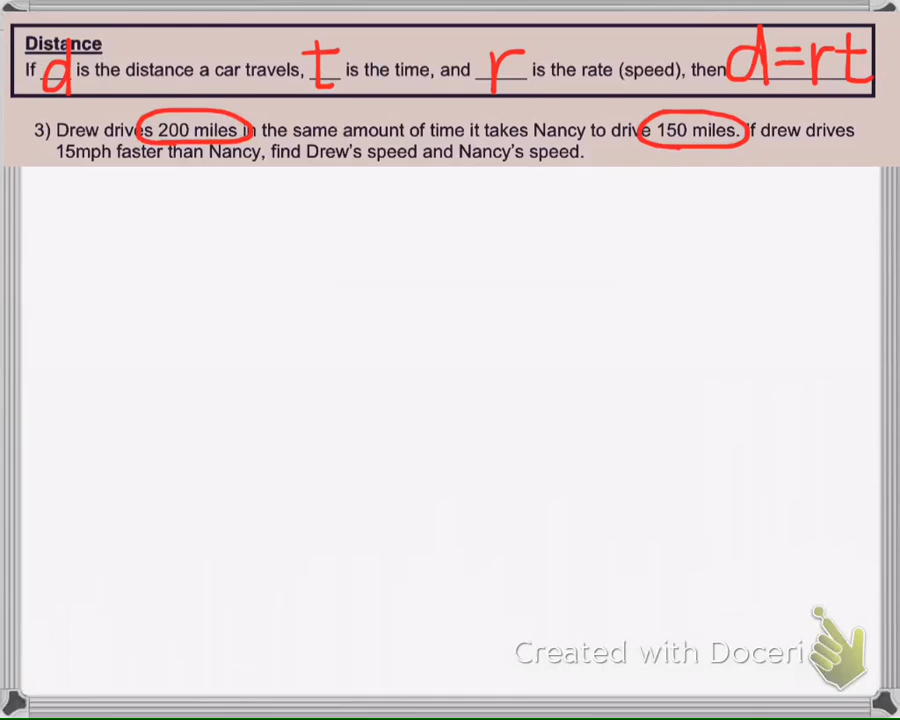 Distance
If d is the distance a car travels, t is the time, and r is the rate (speed), then d=rt
3) Drew drives 200 miles in the same amount of time it takes Nancy to drive 150 miles. If drew drives
15mph faster than Nancy, find Drew's speed and Nancy's speed.
Created with Doceri